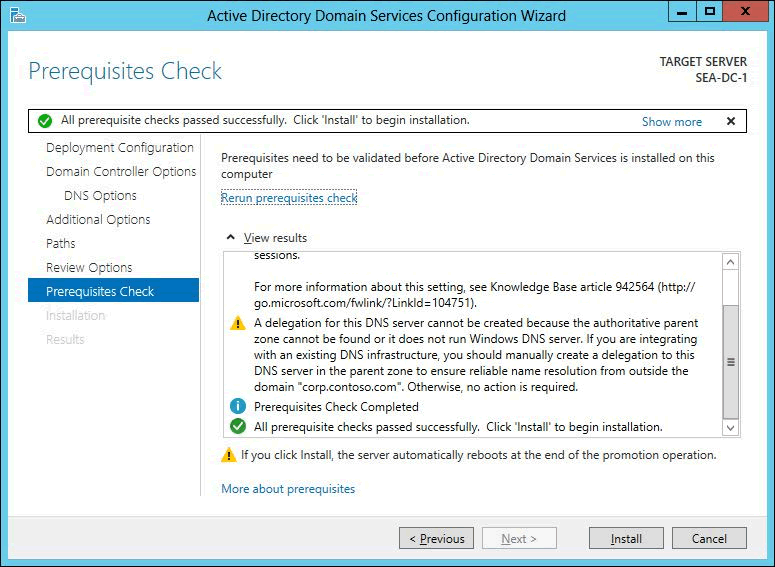 Active Directory Domain Services Configuration Wizard
Prerequisites Check
TARGET SERVER
SEA-DC-1
All prerequisite checks passed successfully.  Click 'Install' to begin installation.
Show more
Deployment Configuration
Domain Controller Options
DNS Options
Additional Options
Paths
Review Options
Prerequisites Check
Installation
Results
Prerequisites need to be validated before Active Directory Domain Services is installed on this
computer
Rerun prerequisites check
View results
sessions.
For more information about this setting, see Knowledge Base article 942564 (http://
go.microsoft.com/fwlink/?LinkId=104751).
A delegation for this DNS server cannot be created because the authoritative parent
zone cannot be found or it does not run Windows DNS server. If you are integrating
with an existing DNS infrastructure, you should manually create a delegation to this
DNS server in the parent zone to ensure reliable name resolution from outside the
domain "corp.contoso.com". Otherwise, no action is required.
Prerequisites Check Completed
All prerequisite checks passed successfully.  Click 'Install' to begin installation.
If you click Install, the server automatically reboots at the end of the promotion operation.
More about prerequisites
< Previous
Next >
Install
Cancel